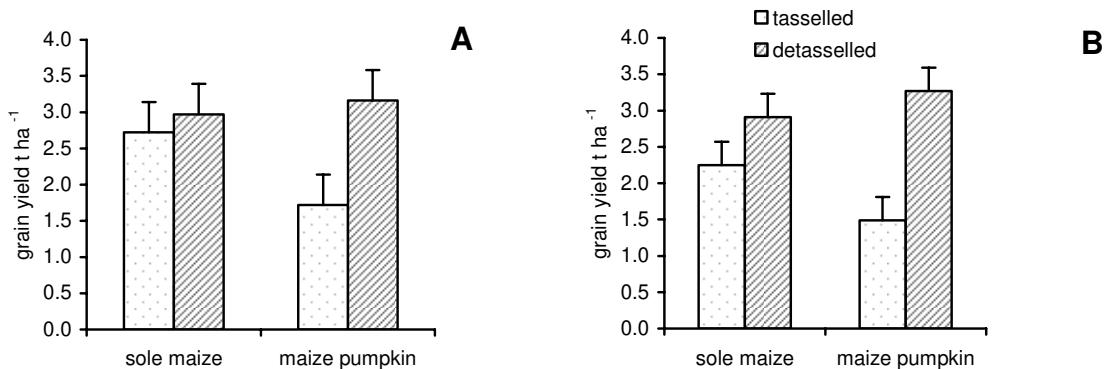 A
4.0
3.5
3.0
2.5
2.0
1.5
1.0
0.5
0.0
grain yield t ha -1
sole maize maize pumpkin
tasselled
detasselled
B
4.0
3.5
3.0
2.5
2.0
1.5
1.0
0.5
0.0
grain yield t ha -1
sole maize maize pumpkin